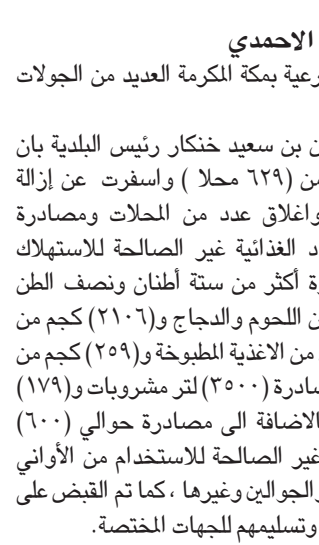 الاحمدي
رعية بمكة المكرمة العديد من الجولات
ن بن سعيد خنكار رئيس البلدية بان
من (٦٢٩ محلا ) واسفرت عن إزالة
واغلاق عدد من المحلات ومصادرة
د الغذائية غير الصالحة للاستهلاك
رة أكثر من ستة أطنان ونصف الطن
ن اللحوم والدجاج و(٢١٠٦) كجم من
من الاغذية المطبوخة و(٢٥٩) كجم من
صادرة (٣٥٠٠) لتر مشروبات و(١٧٩)
الاضافة الى مصادرة حوالي (٦٠٠)
غير الصالحة للاستخدام من الأواني
والجوالين وغيرها ، كما تم القبض على
وتسليمهم للجهات المختصة.